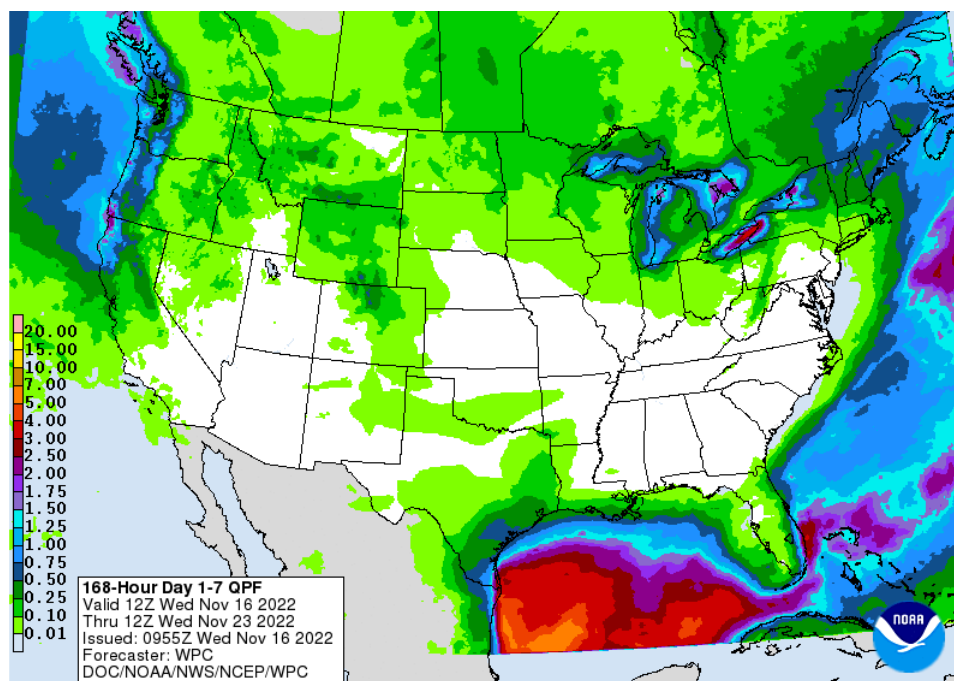 20.00
15.00
10.00
7.00
5.00
4.00
3.00
2.50
2.00
1.75
1.50
1.25
1.00
0.75
0.50
0.25
0.10
0.01
168-Hour Day 1-7 QPF
Valid 12Z Wed Nov 16 2022
Thru 12Z Wed Nov 23 2022
Issued: 0955Z Wed Nov 16 2022
Forecaster: WPC
DOC/NOAA/NWS/NCEP/WPC
NOAA